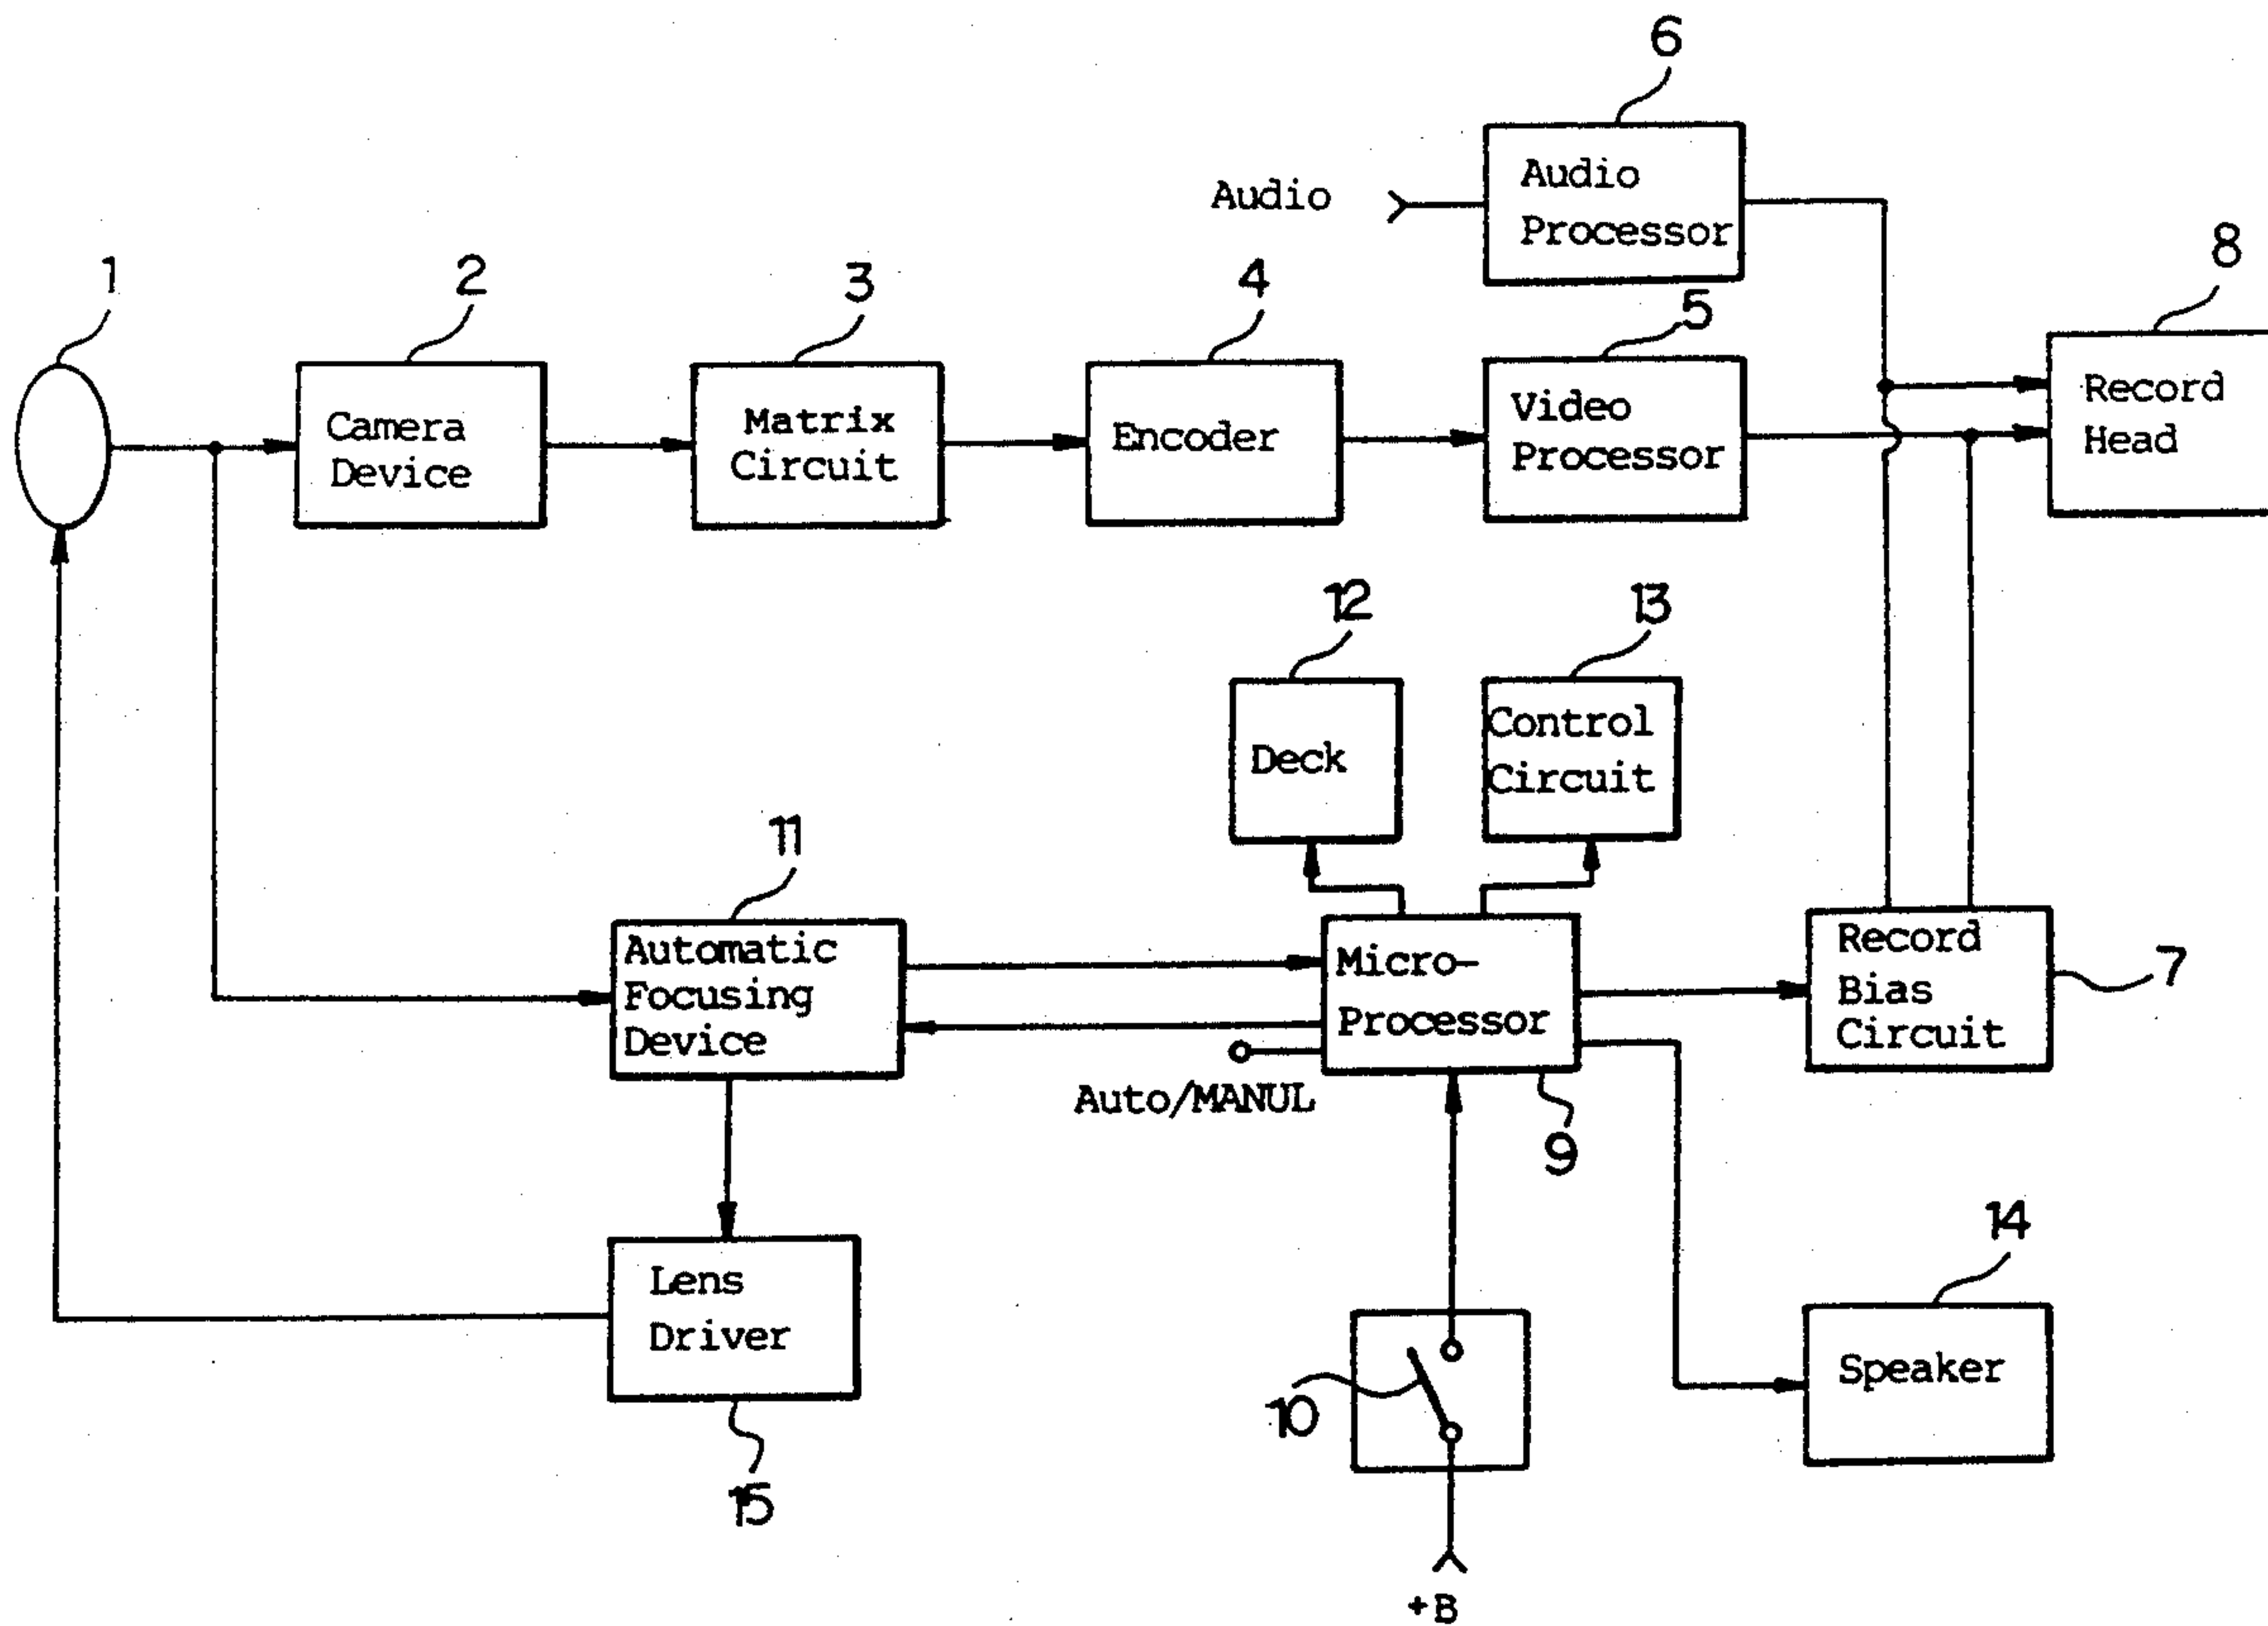 6
Audio
Audio
Processor
1
2
3
4
5
8
Camera
Device
Matrix
Circuit
Encoder
Video
Processor
Record
Head
12
13
Deck
Control
Circuit
11
Automatic
Focusing
Device
Micro-
Processor
Record
Bias
Circuit
7
Auto/MANUL
9
14
Lens
Driver
10
Speaker
15
+B